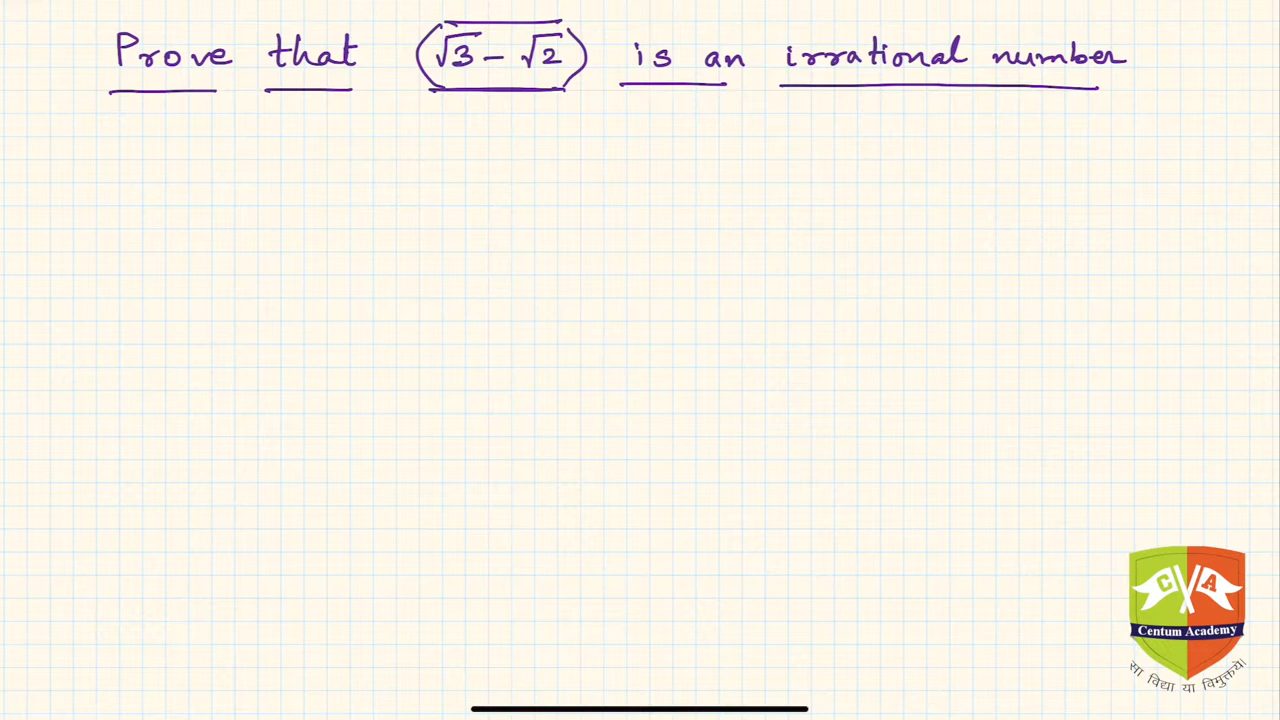 Prove that (√3 - √2) is an irrational number
C A
Centum Academy
सा विद्या या विमुक्तये।